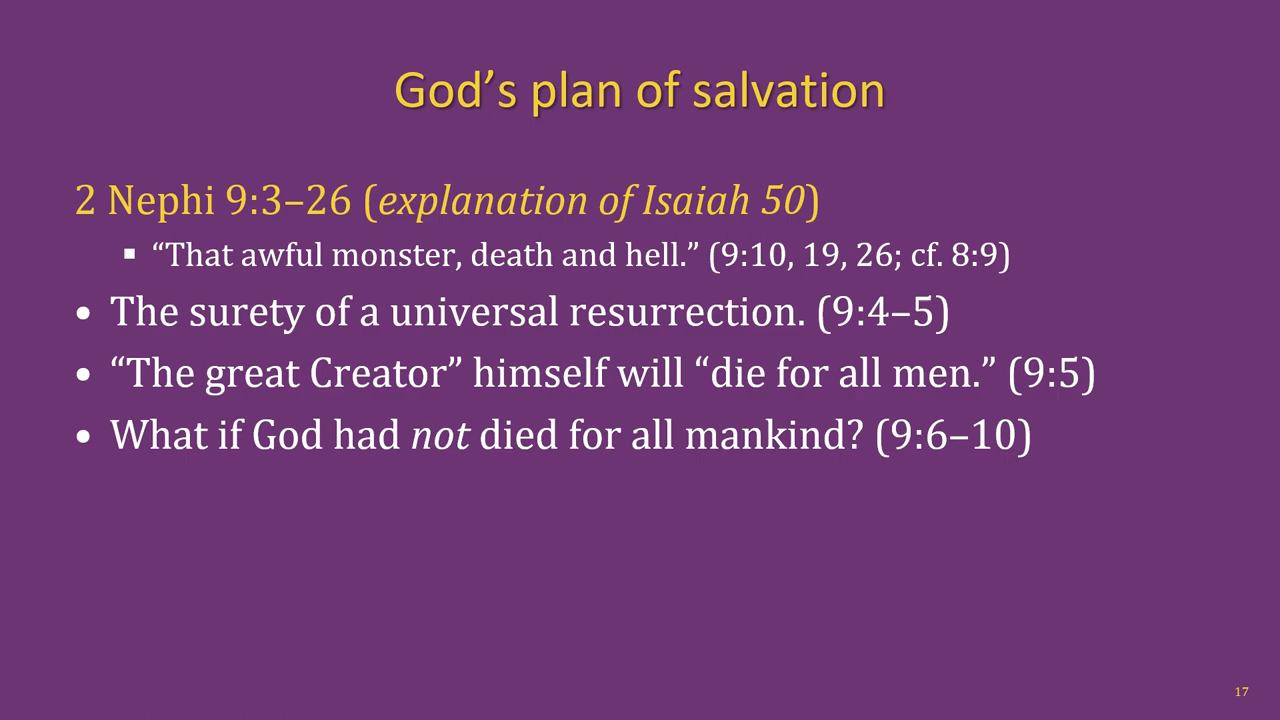 God’s plan of salvation
2 Nephi 9:3–26 (explanation of Isaiah 50)
▪ “That awful monster, death and hell.” (9:10, 19, 26; cf. 8:9)
• The surety of a universal resurrection. (9:4–5)
• “The great Creator” himself will “die for all men.” (9:5)
• What if God had not died for all mankind? (9:6–10)
17